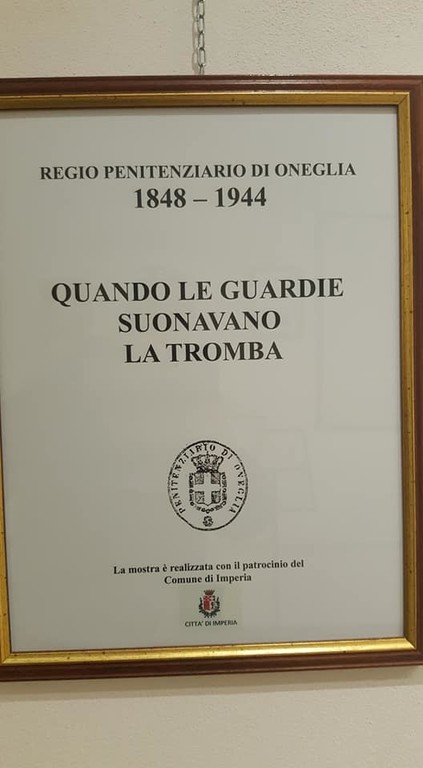 REGIO PENITENZIARIO DI ONEGLIA
1848 – 1944
QUANDO LE GUARDIE
SUONAVANO
LA TROMBA
PENITENZIARIO DI ONEGLIA
La mostra è realizzata con il patrocinio del
Comune di Imperia
CITTA' DI IMPERIA